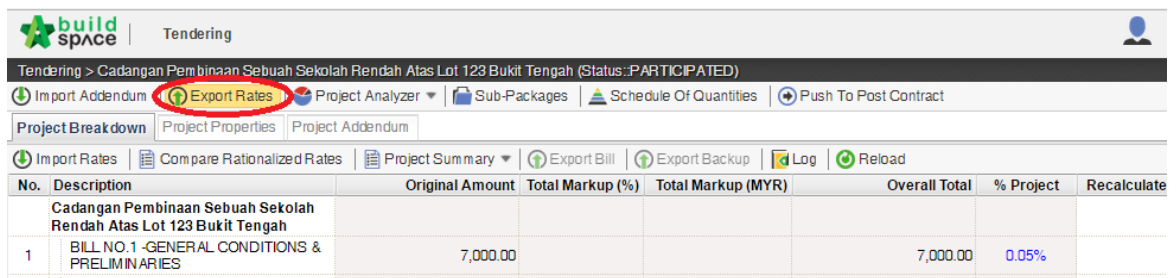 build
space
Tendering
Tendering > Cadangan Pembinaan Sebuah Sekolah Rendah Atas Lot 123 Bukit Tengah (Status::PARTICIPATED)
Import Addendum Export Rates Project Analyzer Sub-Packages Schedule Of Quantities Push To Post Contract
Project Breakdown Project Properties Project Addendum
Import Rates Compare Rationalized Rates Project Summary Export Bill Export Backup Log Reload
No. Description Original Amount Total Markup (%) Total Markup (MYR) Overall Total % Project Recalculate
Cadangan Pembinaan Sebuah Sekolah
Rendah Atas Lot 123 Bukit Tengah
1 BILL NO.1 -GENERAL CONDITIONS & 7,000.00 7,000.00 0.05%
PRELIMINARIES